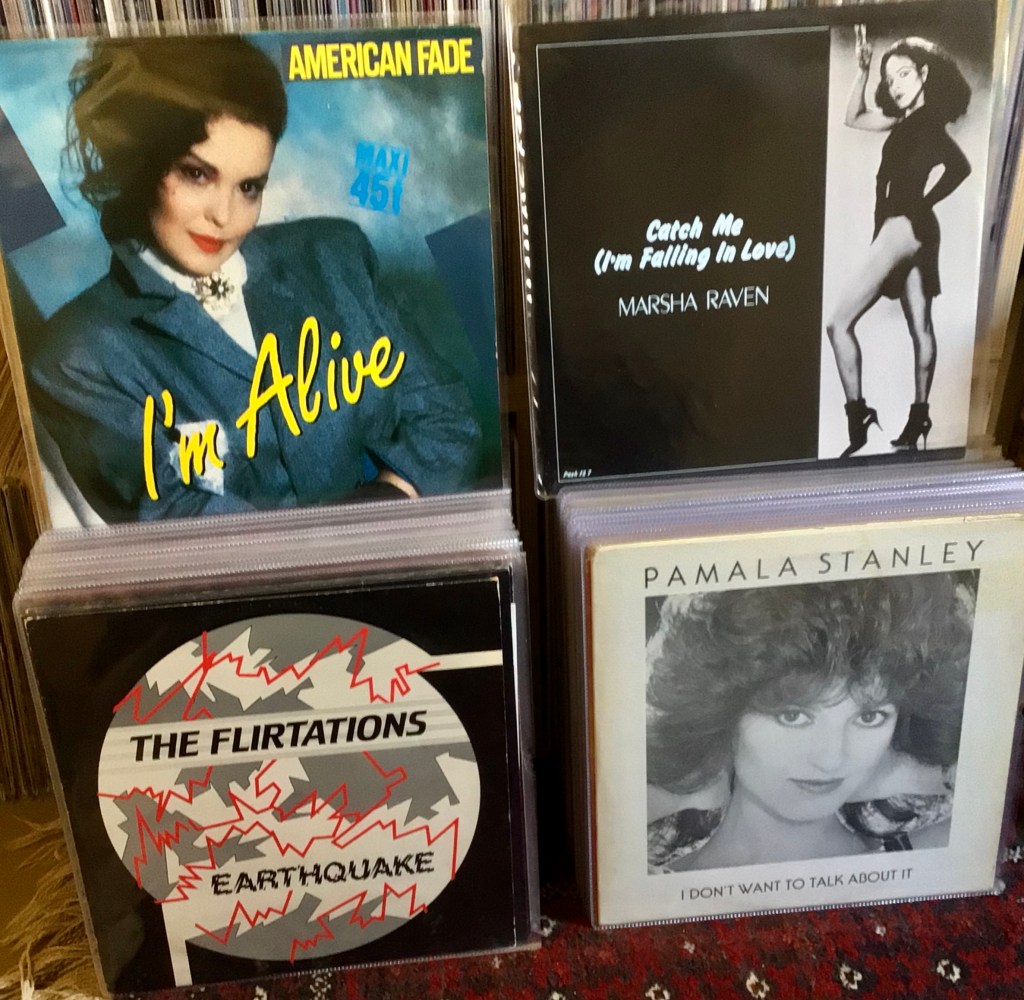 AMERICAN FADE
MAXI
45t
I'm Alive
Catch Me
(I'm Falling In Love)
MARSHA RAVEN
THE FLIRTATIONS
EARTHQUAKE
PAMALA STANLEY
I DON'T WANT TO TALK ABOUT IT